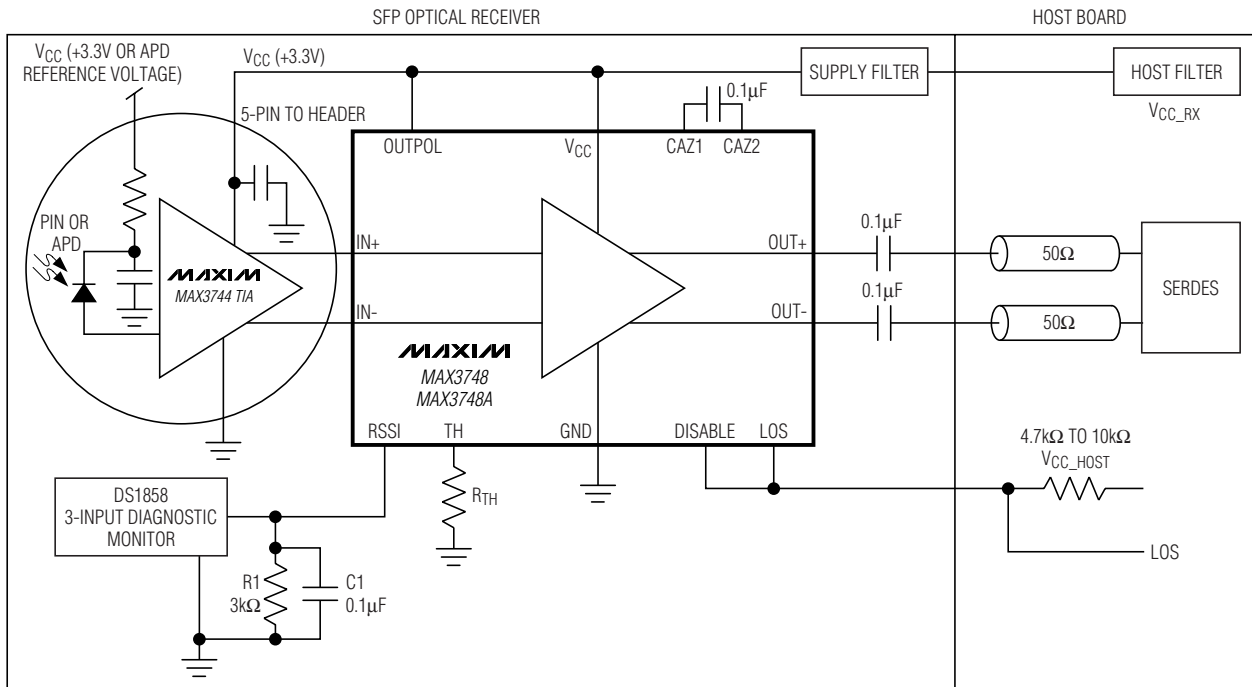 SFP OPTICAL RECEIVER
HOST BOARD
VCC (+3.3V OR APD
REFERENCE VOLTAGE)
VCC (+3.3V)
SUPPLY FILTER
HOST FILTER
VCC_RX
0.1μF
5-PIN TO HEADER
OUTPOL
VCC
CAZ1
CAZ2
PIN OR
APD
MAXIM
MAX3744 TIA
IN+
IN-
OUT+
OUT-
0.1μF
0.1μF
50Ω
50Ω
SERDES
MAXIM
MAX3748
MAX3748A
RSSI
TH
GND
DISABLE
LOS
4.7kΩ TO 10kΩ
VCC_HOST
RTH
DS1858
3-INPUT DIAGNOSTIC
MONITOR
LOS
R1
3kΩ
C1
0.1μF